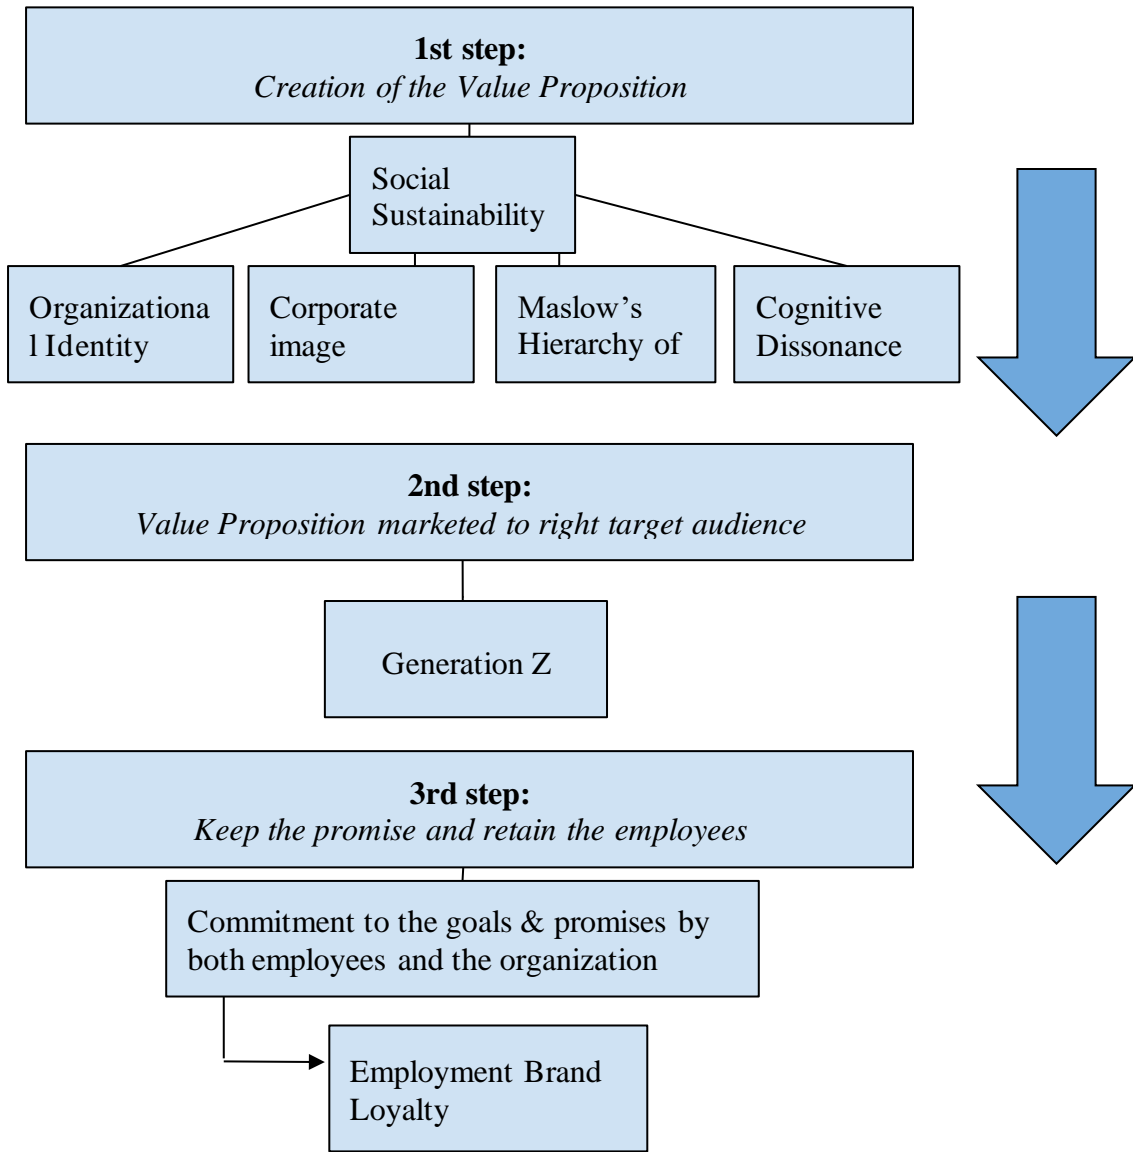 1st step:
Creation of the Value Proposition
Social
Sustainability
Organizationa
l Identity
Corporate
image
Maslow’s
Hierarchy of
Cognitive
Dissonance
2nd step:
Value Proposition marketed to right target audience
Generation Z
3rd step:
Keep the promise and retain the employees
Commitment to the goals & promises by
both employees and the organization
Employment Brand
Loyalty